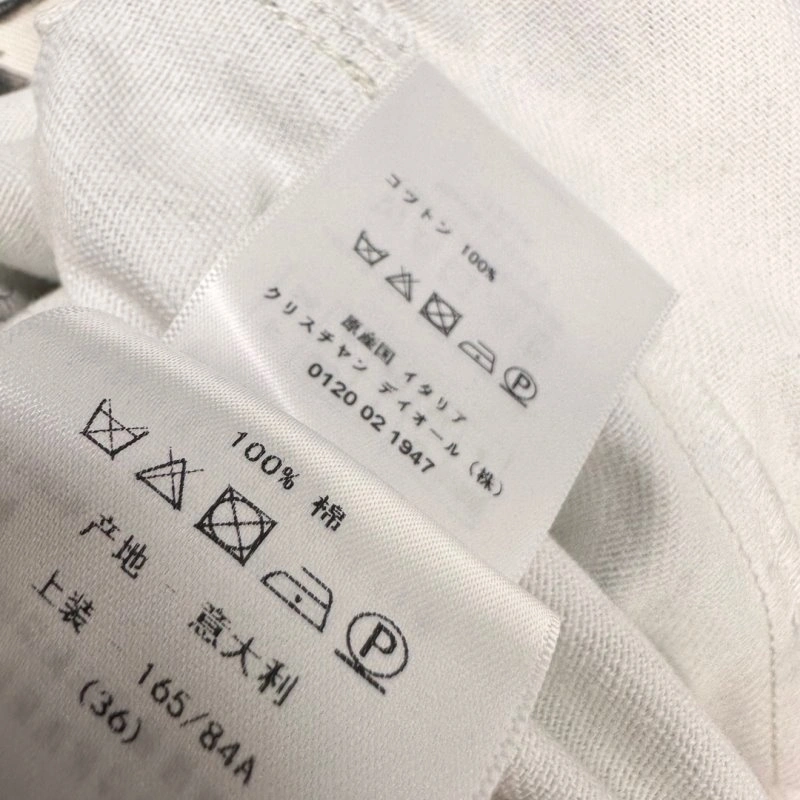 コットン 100%
原産国 イタリア
クリスチャン ディオール (株)
0120 02 1947
100% 棉
P
产地 意大利
上装 165/84A
(36)